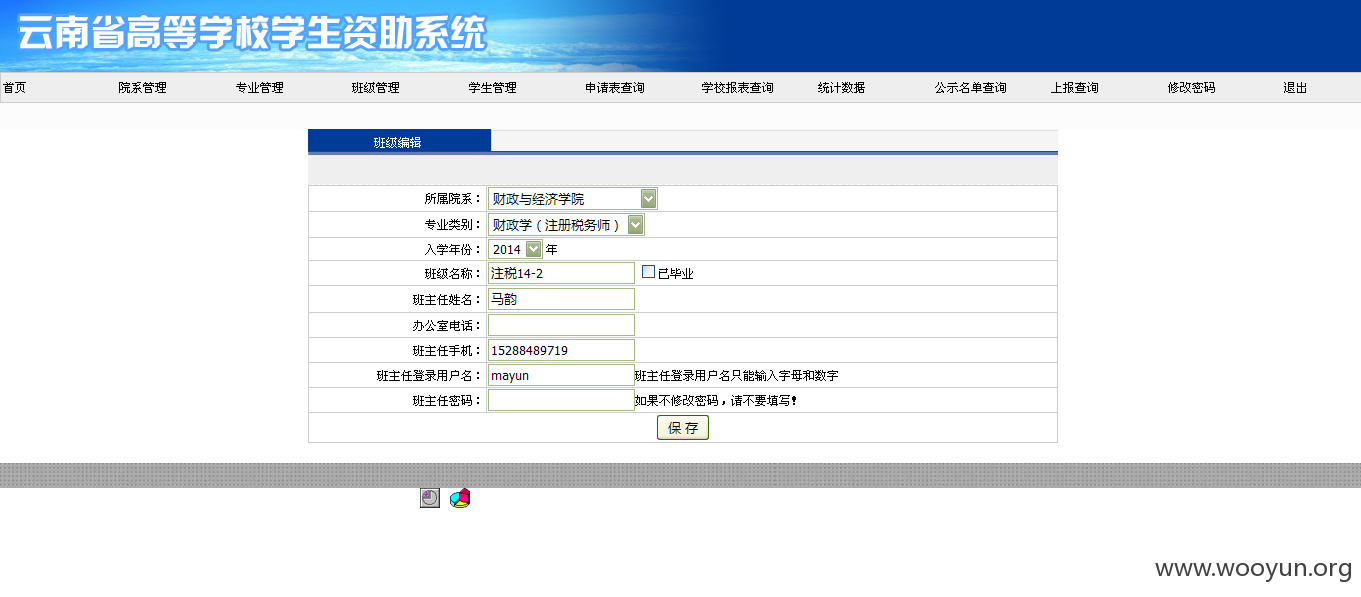 云南省高等学校学生资助系统
首页 院系管理 专业管理 班级管理 学生管理 申请表查询 学校报表查询 统计数据 公示名单查询 上报查询 修改密码 退出
班级编辑
所属院系： 财政与经济学院
专业类别： 财政学（注册税务师）
入学年份： 2014 年
班级名称： 注税14-2 已毕业
班主任姓名： 马韵
办公室电话：
班主任手机： 15288489719
班主任登录用户名： mayun 班主任登录用户名只能输入字母和数字
班主任密码： 如果不修改密码，请不要填写！
保 存
www.wooyun.org